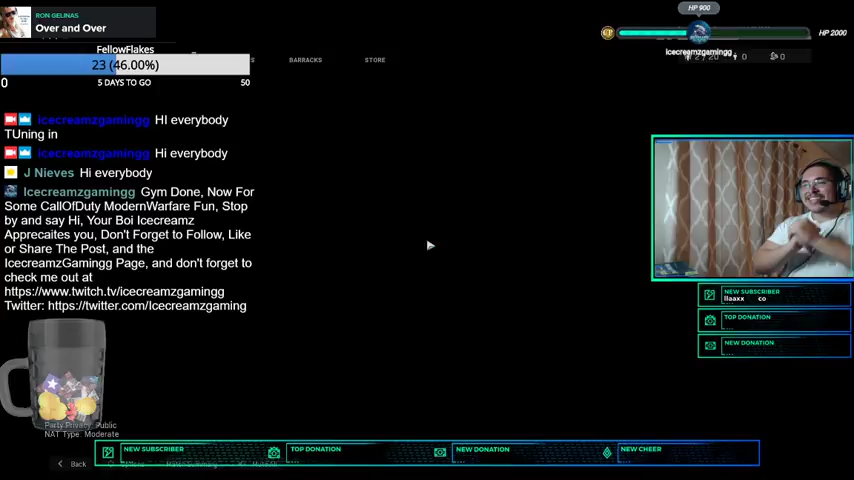 RON GELINAS
Over and Over
FellowFlakes
23 (46.00%)
0
50
5 DAYS TO GO
BARRACKS
STORE
HP 900
HP 2000
icecreamzgamingg
0
0
icecreamzgamingg HI everybody
TUning in
icecreamzgamingg Hi everybody
J Nieves Hi everybody
Icecreamzgamingg Gym Done, Now For
Some CallOfDuty ModernWarfare Fun, Stop
by and say Hi, Your Boi Icecreamz
Apprecaites you, Don't Forget to Follow, Like
or Share The Post, and the
IcecreamzGamingg Page, and don't forget to
check me out at
https://www.twitch.tv/icecreamzgamingg
Twitter: https://twitter.com/Icecreamzgaming
NEW SUBSCRIBER
llaaxx co
TOP DONATION
NEW DONATION
Party Privacy: Public
NAT Type: Moderate
NEW SUBSCRIBER
TOP DONATION
NEW DONATION
NEW CHEER
Back